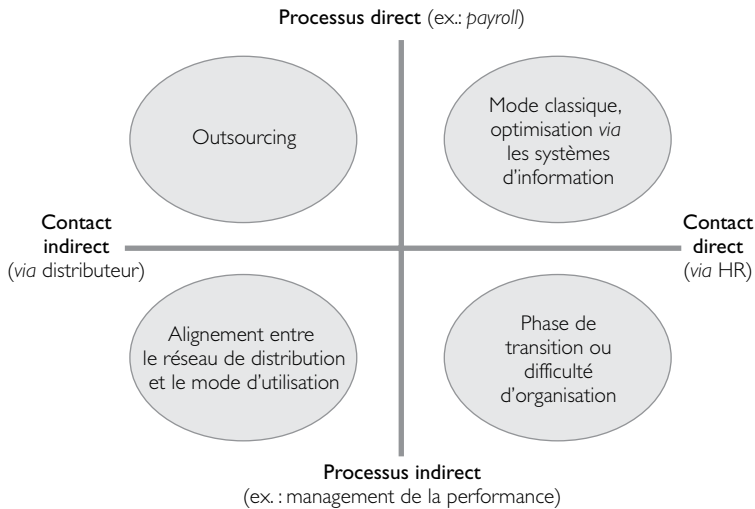 Processus direct (ex.: payroll)
Outsourcing
Mode classique,
optimisation via
les systèmes
d’information
Contact
indirect
(via distributeur)
Contact
direct
(via HR)
Alignement entre
le réseau de distribution
et le mode d’utilisation
Phase de
transition ou
difficulté
d’organisation
Processus indirect
(ex. : management de la performance)